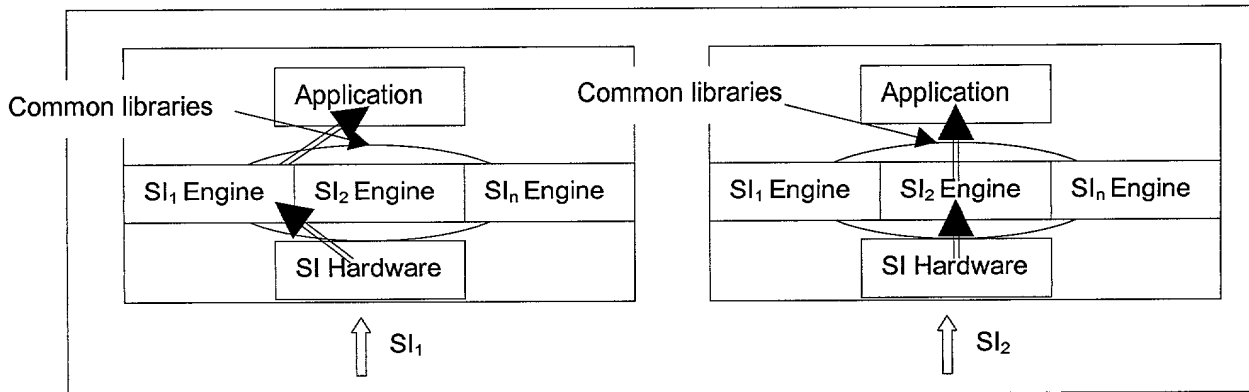 Application
Common libraries
SI₁ Engine
SI₂ Engine
SIₙ Engine
SI Hardware
SI₁
Application
Common libraries
SI₁ Engine
SI₂ Engine
SIₙ Engine
SI Hardware
SI₂